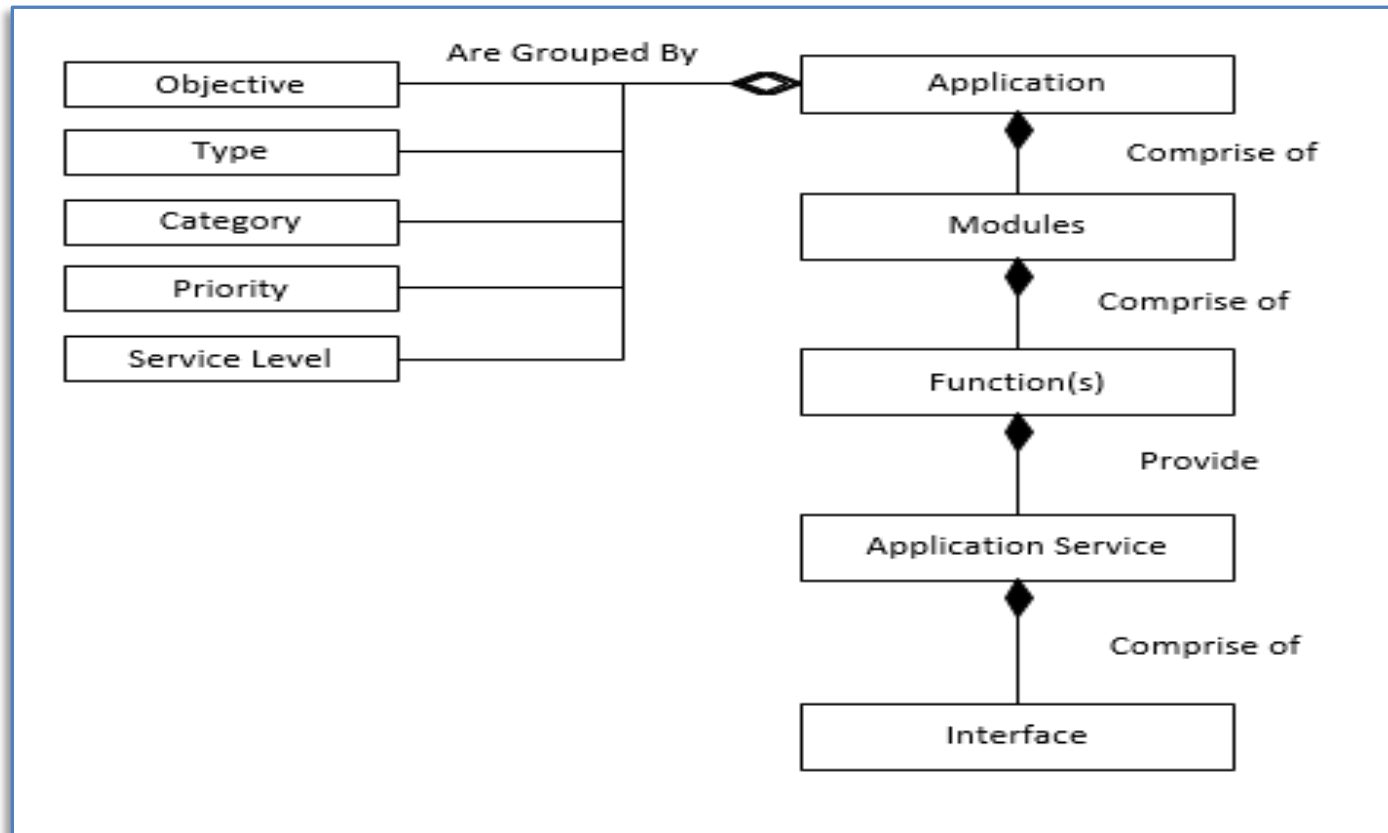 Are Grouped By
Objective
Application
Type
Comprise of
Category
Modules
Priority
Comprise of
Service Level
Function(s)
Provide
Application Service
Comprise of
Interface